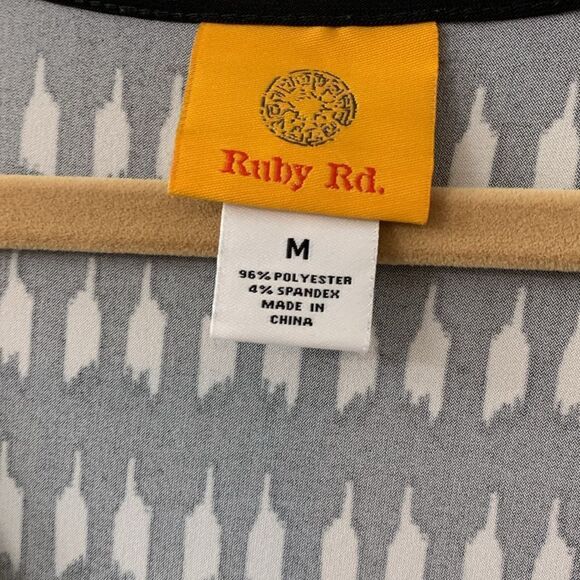 Ruby Rd.
M
96% POLYESTER
4% SPANDEX
MADE IN
CHINA